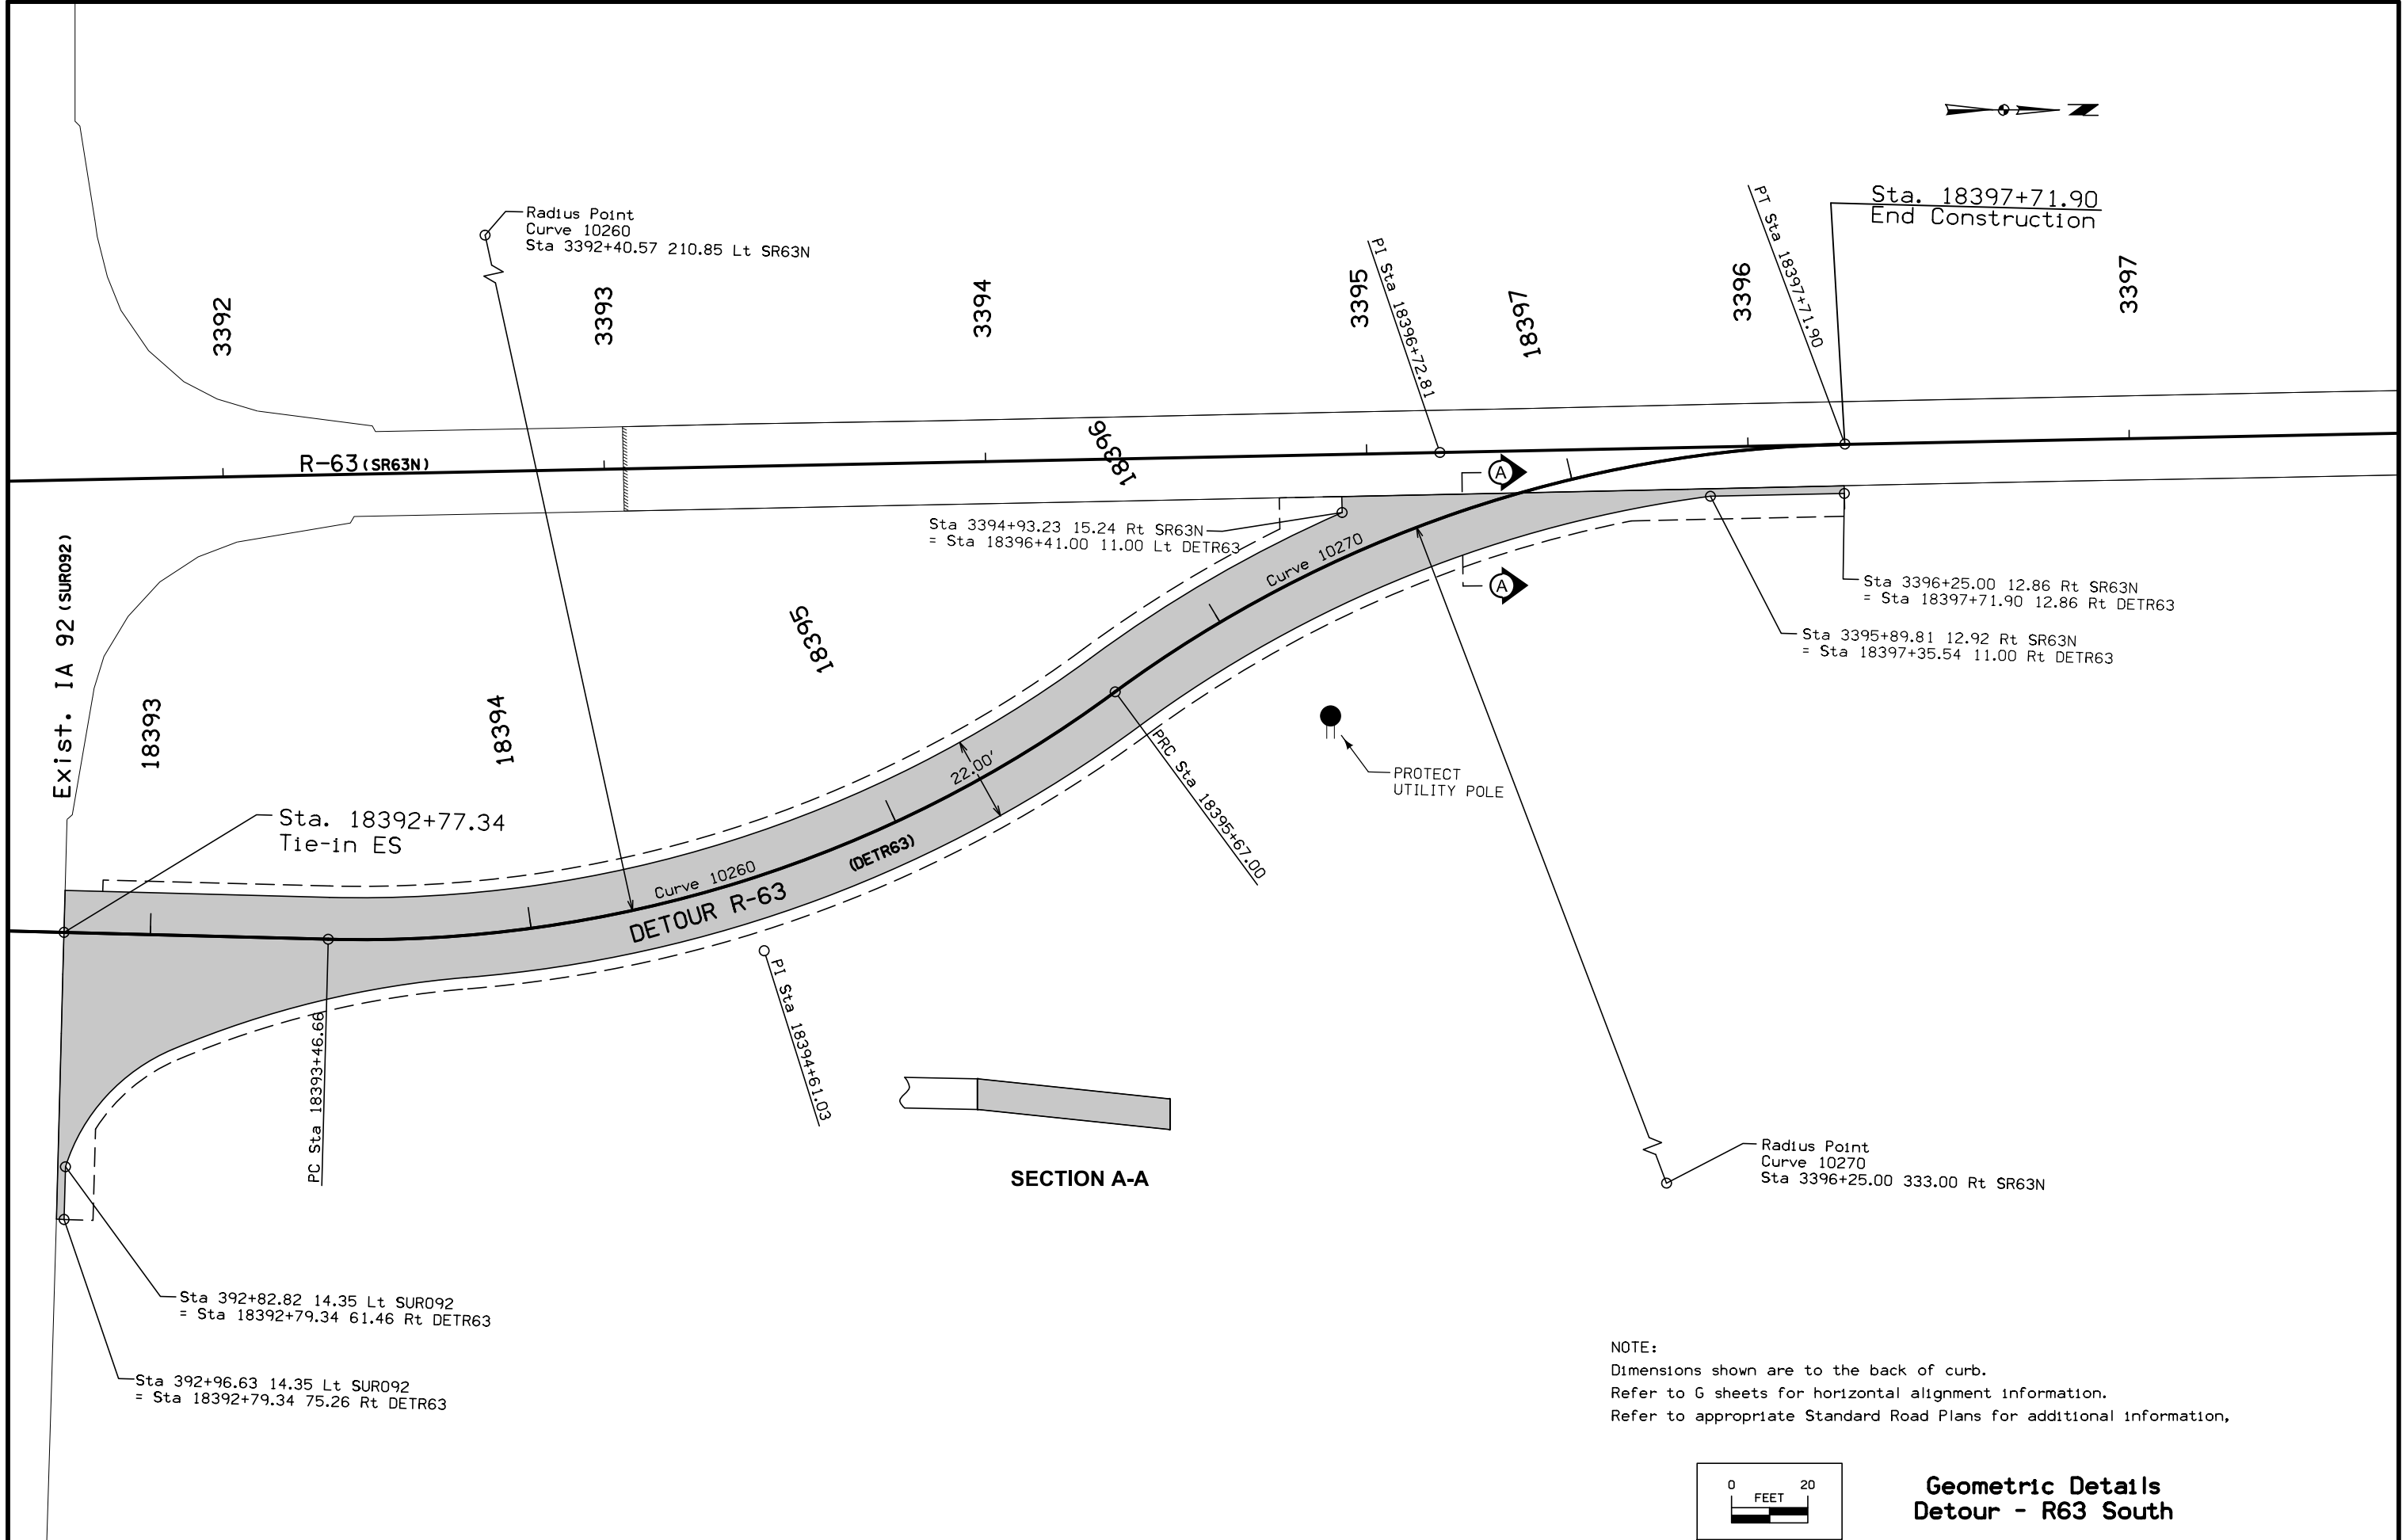 Radius Point
Curve 10260
Sta 3392+40.57 210.85 Lt SR63N
PT Sta 18397+71.90
Sta. 18397+71.90
End Construction
PI Sta 18396+72.81
3392
3393
3394
3395
18397
3396
3397
R-63 (SR63N)
18396
A
Sta 3394+93.23 15.24 Rt SR63N
= Sta 18396+41.00 11.00 Lt DETR63
Curve 10270
A
Sta 3396+25.00 12.86 Rt SR63N
= Sta 18397+71.90 12.86 Rt DETR63
Sta 3395+89.81 12.92 Rt SR63N
= Sta 18397+35.54 11.00 Rt DETR63
Exist. IA 92 (SUR092)
18393
18394
18395
22.00'
PRC Sta 18395+67.00
PROTECT
UTILITY POLE
Sta. 18392+77.34
Tie-in ES
Curve 10260
DETOUR R-63
(DETR63)
PC Sta 18393+46.66
PI Sta 18394+61.03
SECTION A-A
Radius Point
Curve 10270
Sta 3396+25.00 333.00 Rt SR63N
Sta 392+82.82 14.35 Lt SUR092
= Sta 18392+79.34 61.46 Rt DETR63
Sta 392+96.63 14.35 Lt SUR092
= Sta 18392+79.34 75.26 Rt DETR63
NOTE:
Dimensions shown are to the back of curb.
Refer to G sheets for horizontal alignment information.
Refer to appropriate Standard Road Plans for additional information,
0 20
FEET
Geometric Details
Detour - R63 South